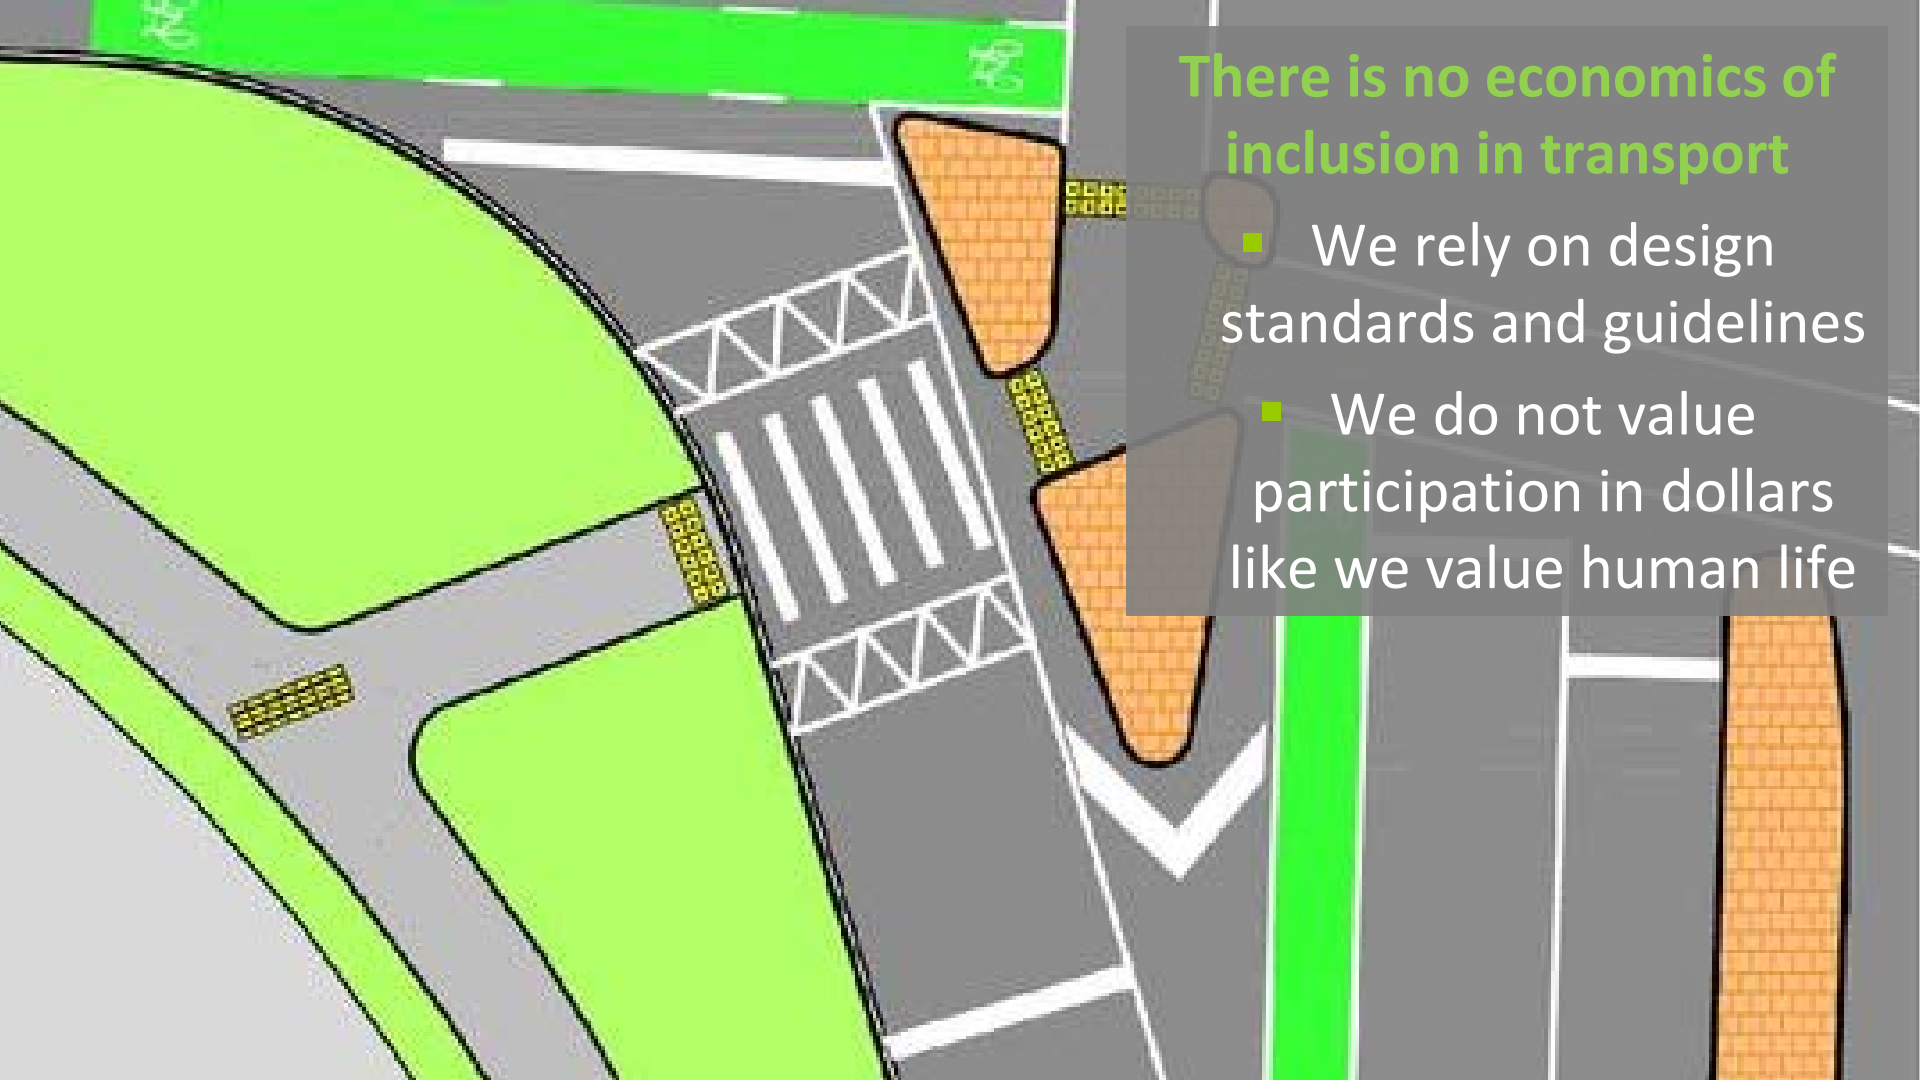 There is no economics of
inclusion in transport
▪ We rely on design
standards and guidelines
▪ We do not value
participation in dollars
like we value human life